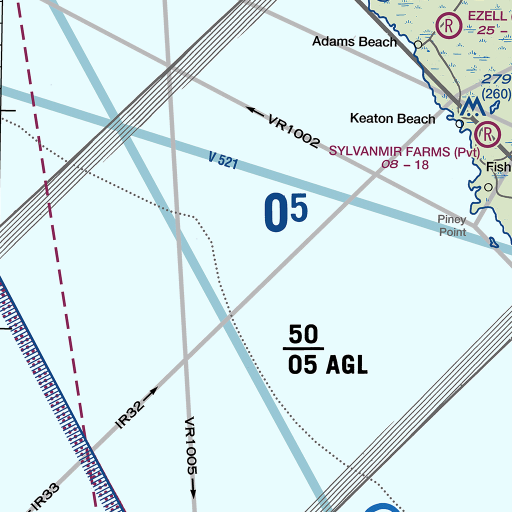 EZELL
25 –
Adams Beach
279
(260)
VR1002
Keaton Beach
R
R
SYLVANMIR FARMS (Pvt)
08 – 18
V 521
Fish
05
Piney
Point
50
05 AGL
IR32
VR1005
IR33